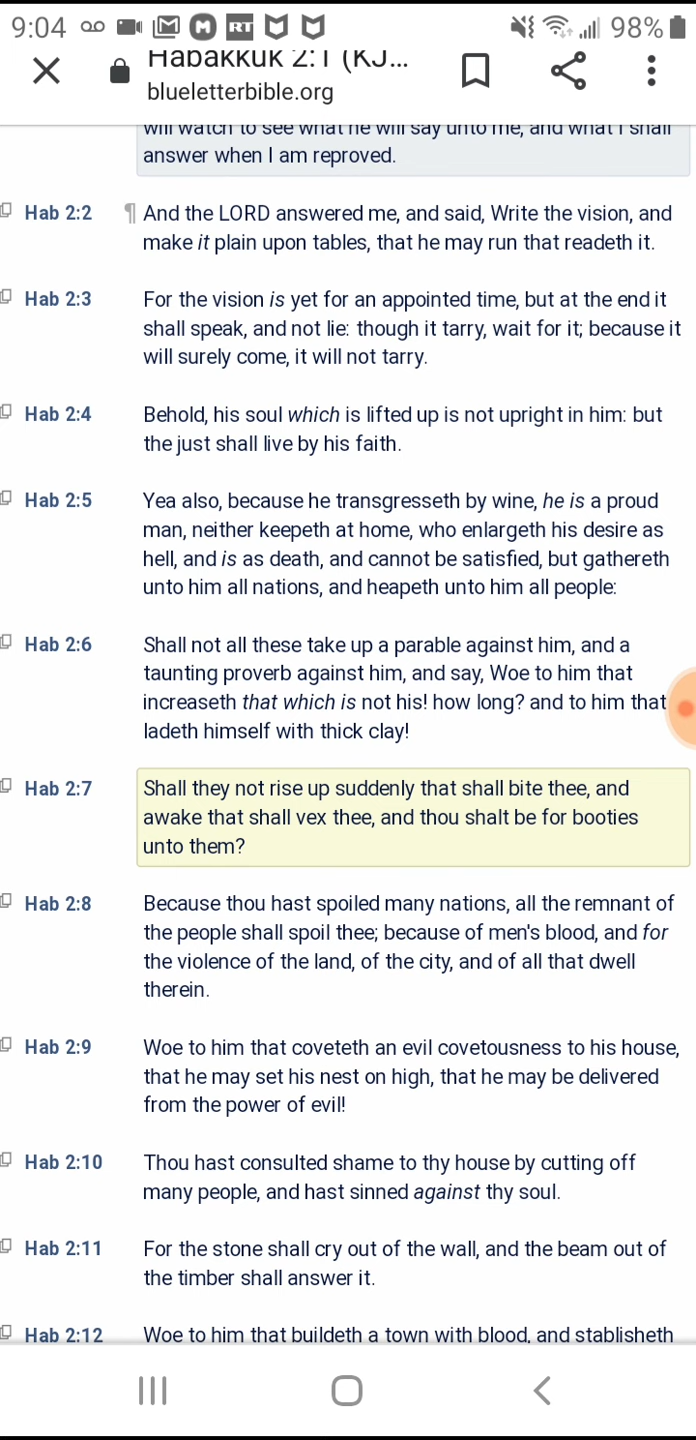 9:04 RT 98%
Habakkuk 2:1 (KJ...
blueletterbible.org
will watch to see what he will say unto me, and what I shall
answer when I am reproved.
Hab 2:2 ¶ And the LORD answered me, and said, Write the vision, and
make it plain upon tables, that he may run that readeth it.
Hab 2:3 For the vision is yet for an appointed time, but at the end it
shall speak, and not lie: though it tarry, wait for it; because it
will surely come, it will not tarry.
Hab 2:4 Behold, his soul which is lifted up is not upright in him: but
the just shall live by his faith.
Hab 2:5 Yea also, because he transgresseth by wine, he is a proud
man, neither keepeth at home, who enlargeth his desire as
hell, and is as death, and cannot be satisfied, but gathereth
unto him all nations, and heapeth unto him all people:
Hab 2:6 Shall not all these take up a parable against him, and a
taunting proverb against him, and say, Woe to him that
increaseth that which is not his! how long? and to him that
ladeth himself with thick clay!
Hab 2:7 Shall they not rise up suddenly that shall bite thee, and
awake that shall vex thee, and thou shalt be for booties
unto them?
Hab 2:8 Because thou hast spoiled many nations, all the remnant of
the people shall spoil thee; because of men's blood, and for
the violence of the land, of the city, and of all that dwell
therein.
Hab 2:9 Woe to him that coveteth an evil covetousness to his house,
that he may set his nest on high, that he may be delivered
from the power of evil!
Hab 2:10 Thou hast consulted shame to thy house by cutting off
many people, and hast sinned against thy soul.
Hab 2:11 For the stone shall cry out of the wall, and the beam out of
the timber shall answer it.
Hab 2:12 Woe to him that buildeth a town with blood, and stablisheth